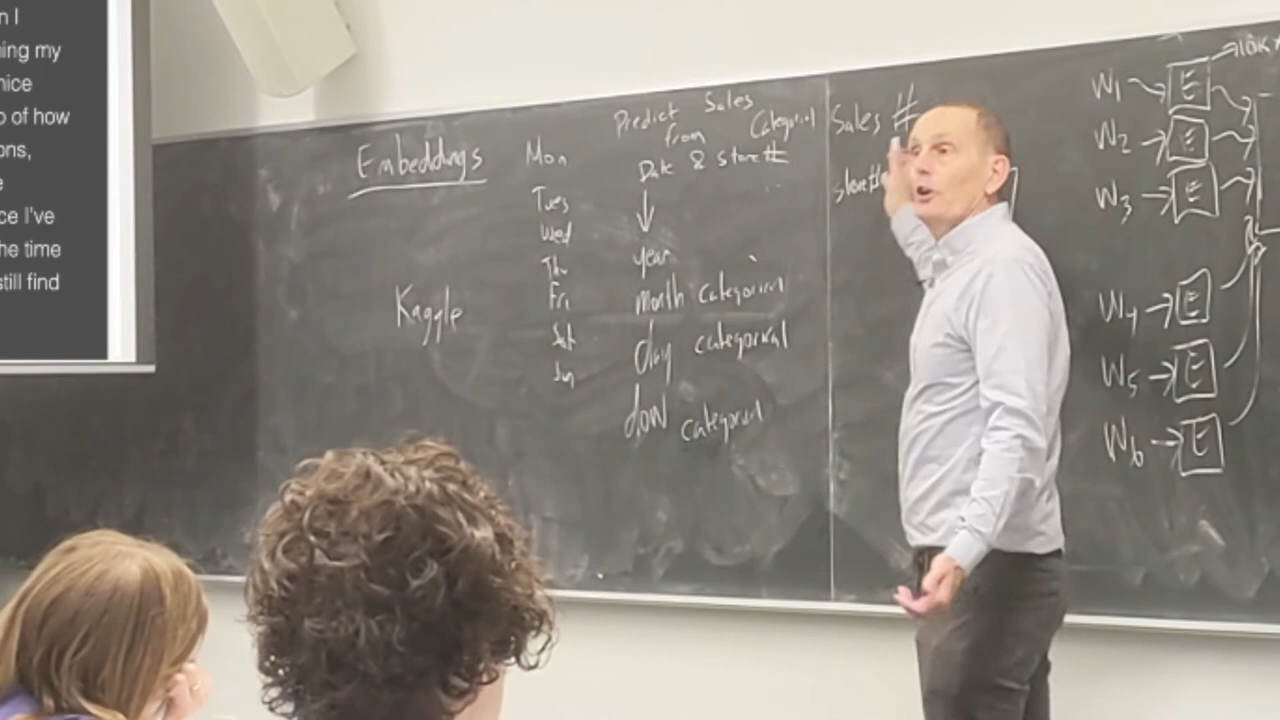 n I
ning my
nice
o of how
ons,
e
ce I've
he time
still find
Embeddings
Kaggle
Mon
Tues
Wed
Thu
Fri
Sat
Sun
Predict Sales
from Categorical
Date & store #
year
month categorical
day categorical
dow categorical
Sales #
store#
W1 → E → 10K
W2 → E
W3 → E
W4 → E
W5 → E
W6 → E